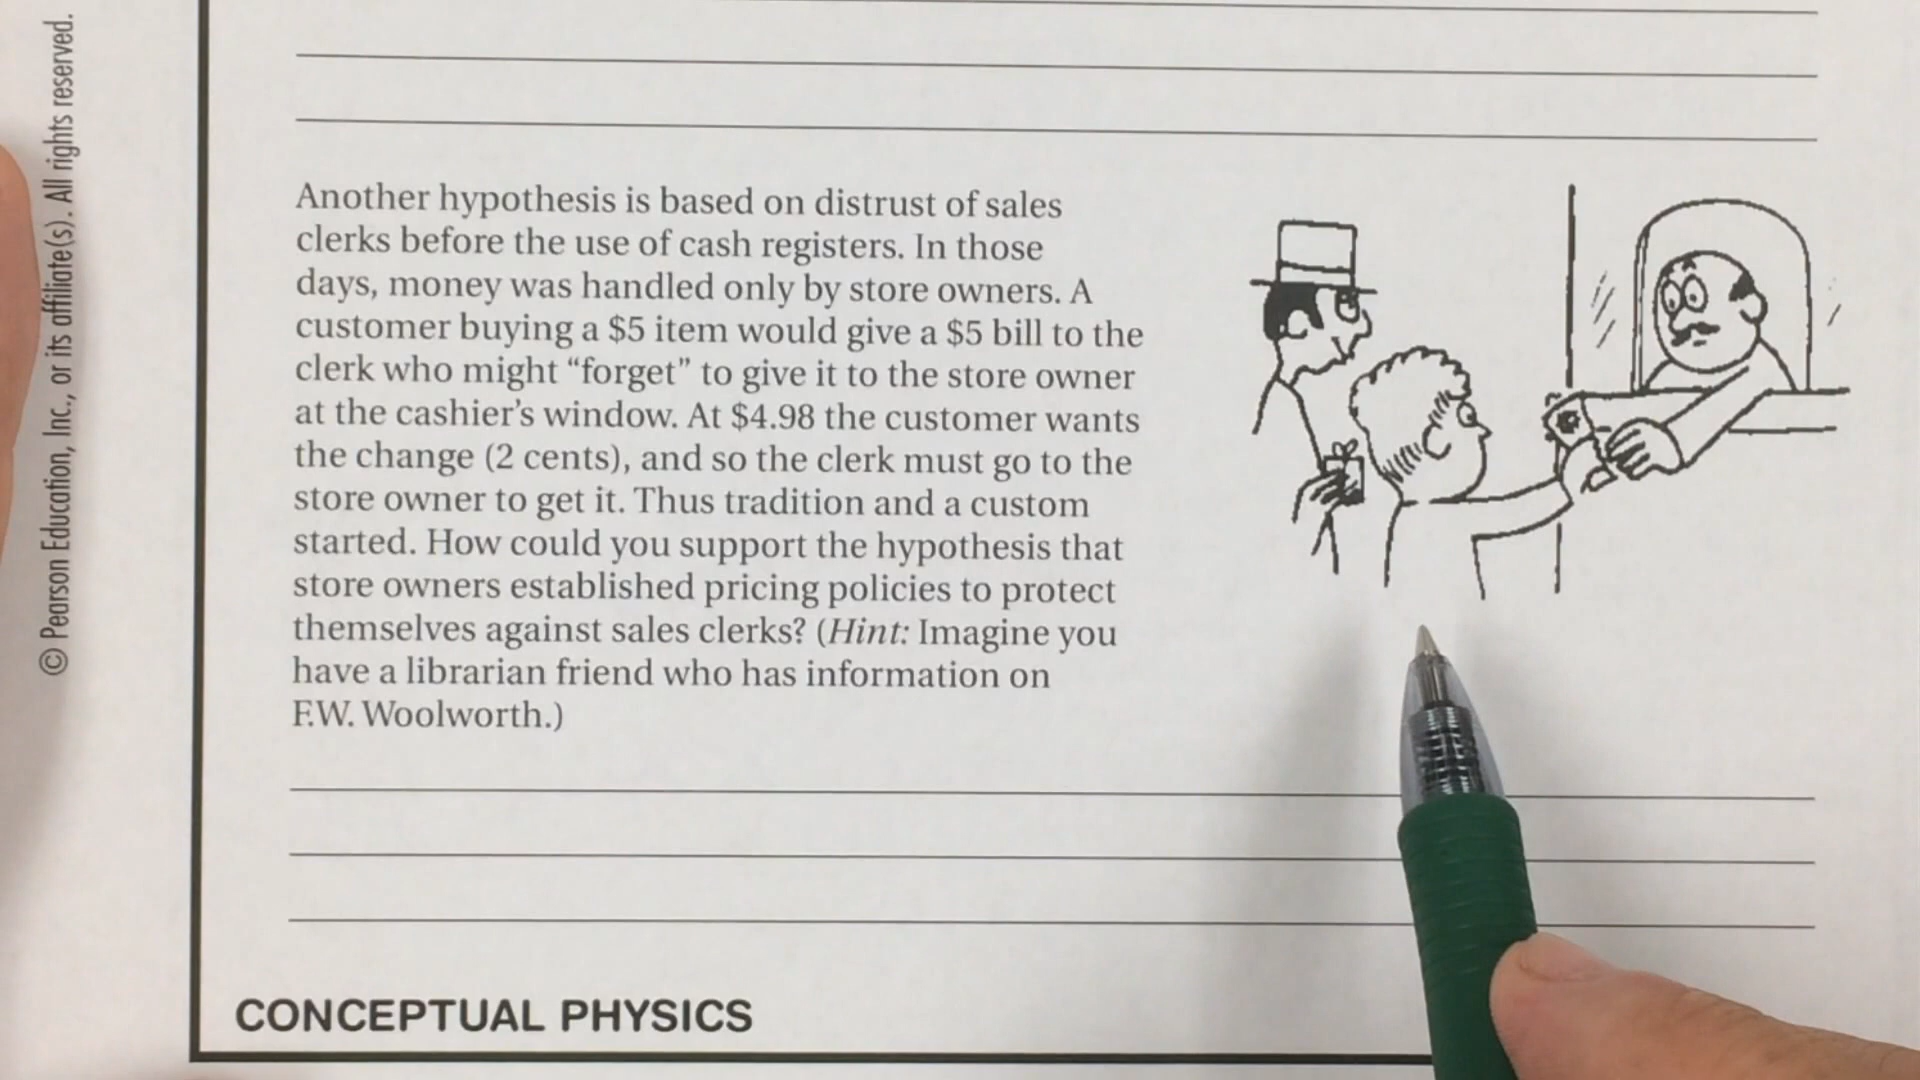 © Pearson Education, Inc., or its affiliate(s). All rights reserved.
Another hypothesis is based on distrust of sales
clerks before the use of cash registers. In those
days, money was handled only by store owners. A
customer buying a $5 item would give a $5 bill to the
clerk who might “forget” to give it to the store owner
at the cashier’s window. At $4.98 the customer wants
the change (2 cents), and so the clerk must go to the
store owner to get it. Thus tradition and a custom
started. How could you support the hypothesis that
store owners established pricing policies to protect
themselves against sales clerks? (Hint: Imagine you
have a librarian friend who has information on
F.W. Woolworth.)
CONCEPTUAL PHYSICS